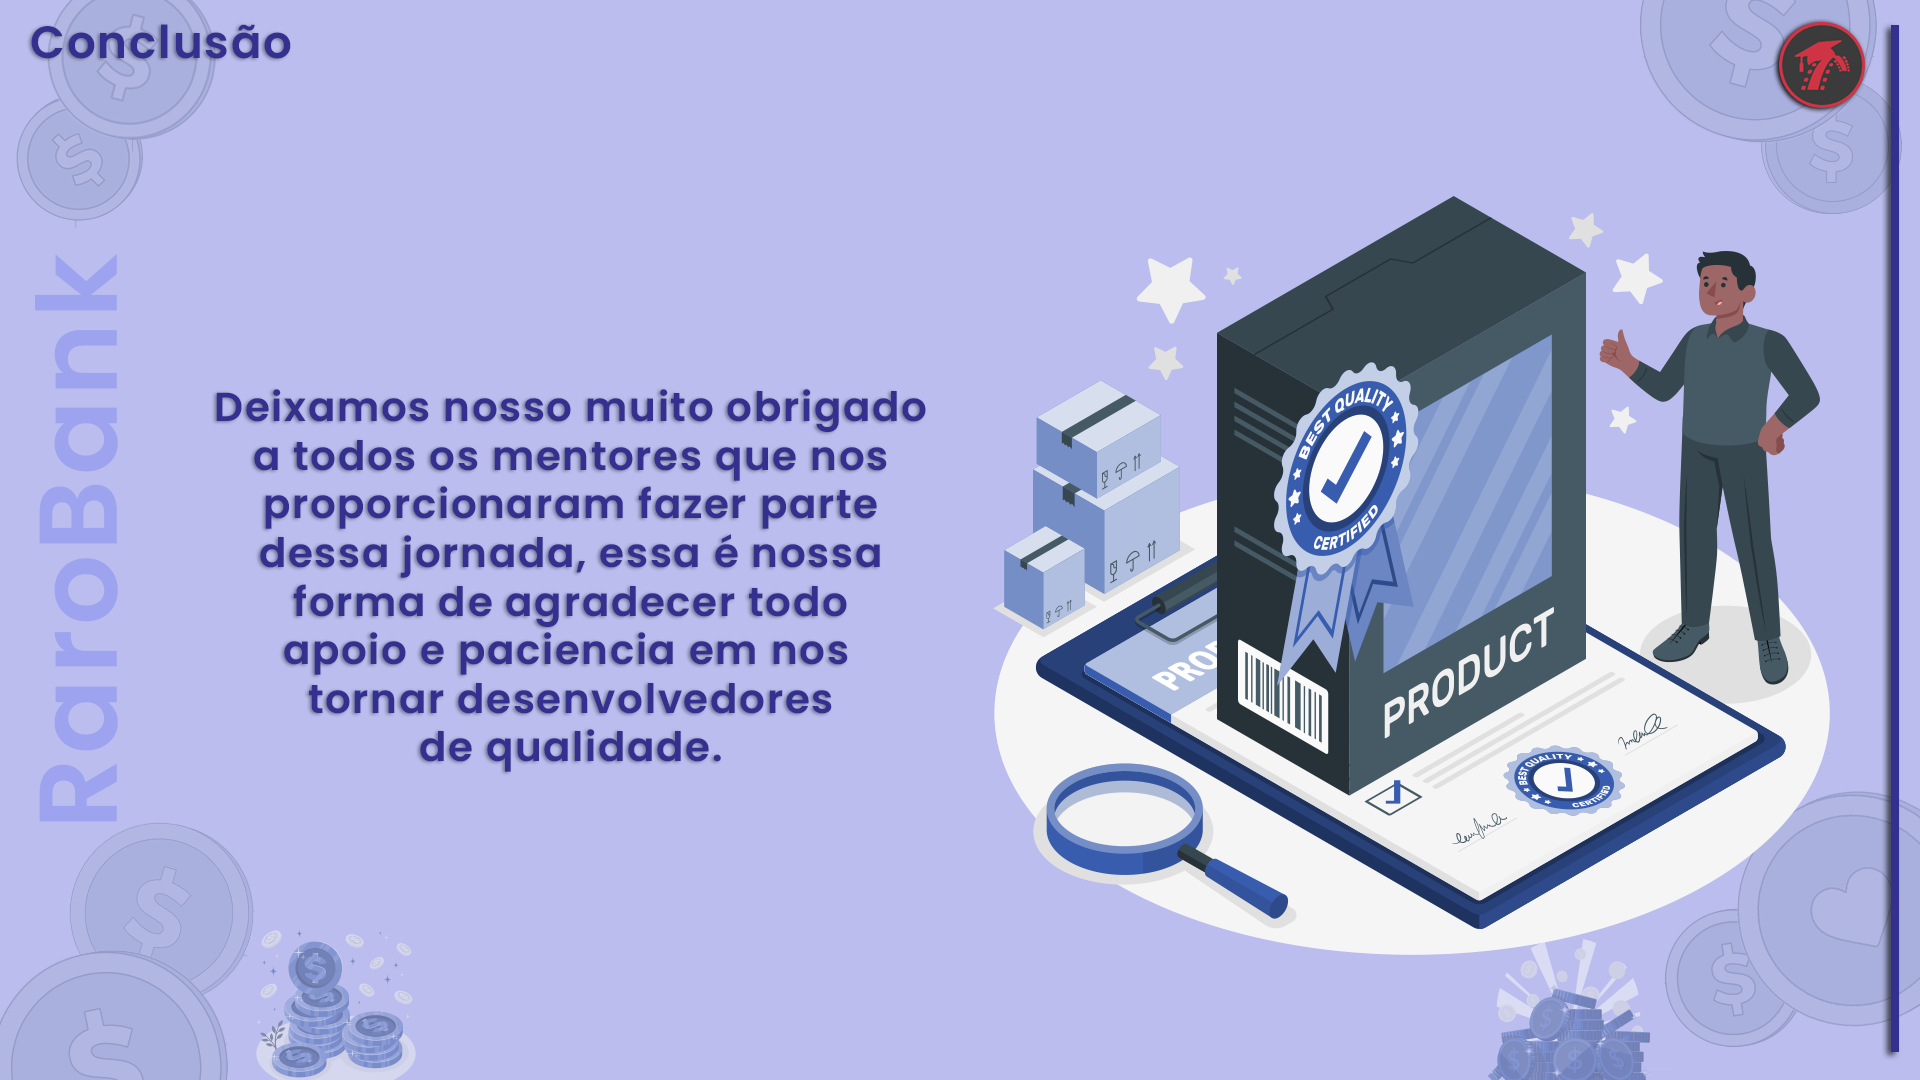 Conclusão
RaroBank
Deixamos nosso muito obrigado
a todos os mentores que nos
proporcionaram fazer parte
dessa jornada, essa é nossa
forma de agradecer todo
apoio e paciencia em nos
tornar desenvolvedores
de qualidade.
BEST QUALITY
CERTIFIED
PRODUCT
BEST QUALITY
CERTIFIED